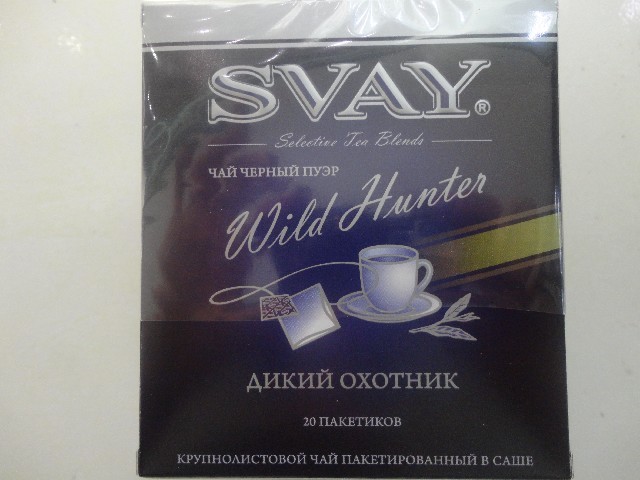 SVAY®
Selective Tea Blends
ЧАЙ ЧЕРНЫЙ ПУЭР
Wild Hunter
ДИКИЙ ОХОТНИК
20 ПАКЕТИКОВ
КРУПНОЛИСТОВОЙ ЧАЙ ПАКЕТИРОВАННЫЙ В САШЕ